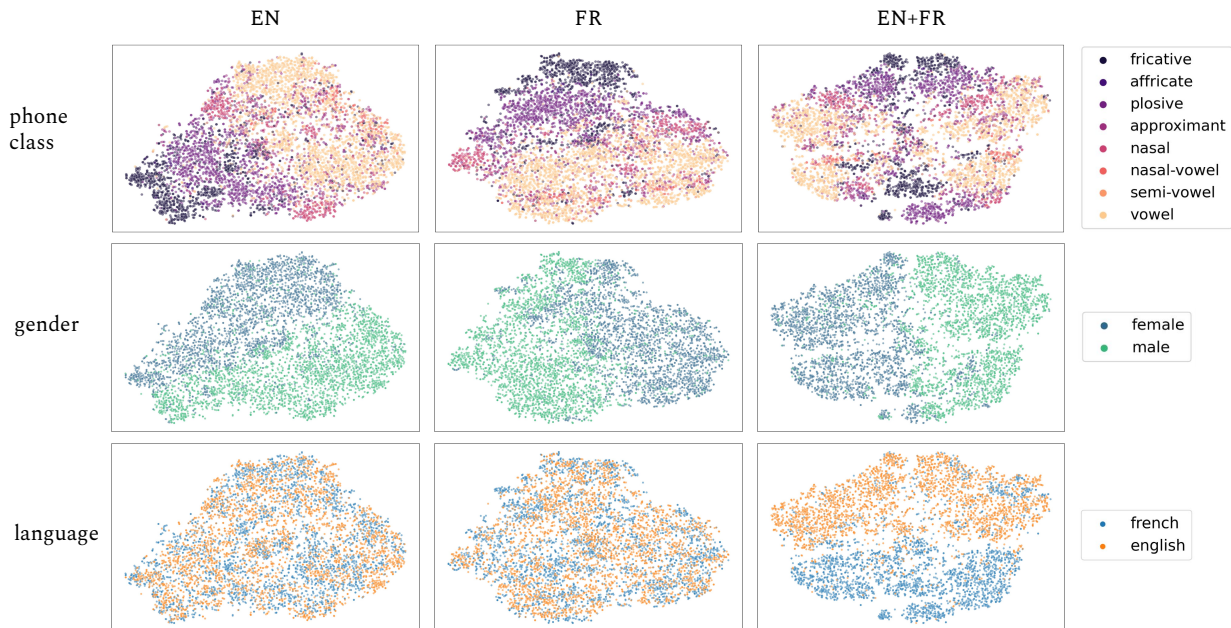 EN
FR
EN+FR
phone
class
fricative
affricate
plosive
approximant
nasal
nasal-vowel
semi-vowel
vowel
gender
female
male
language
french
english